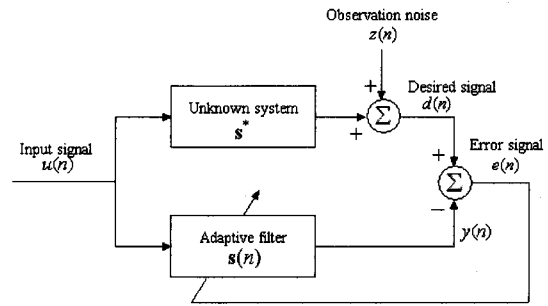 Observation noise
z(n)
Desired signal
d(n)
+
Unknown system
s*
Σ
+
Error signal
e(n)
Input signal
u(n)
+
Σ
−
Adaptive filter
s(n)
y(n)